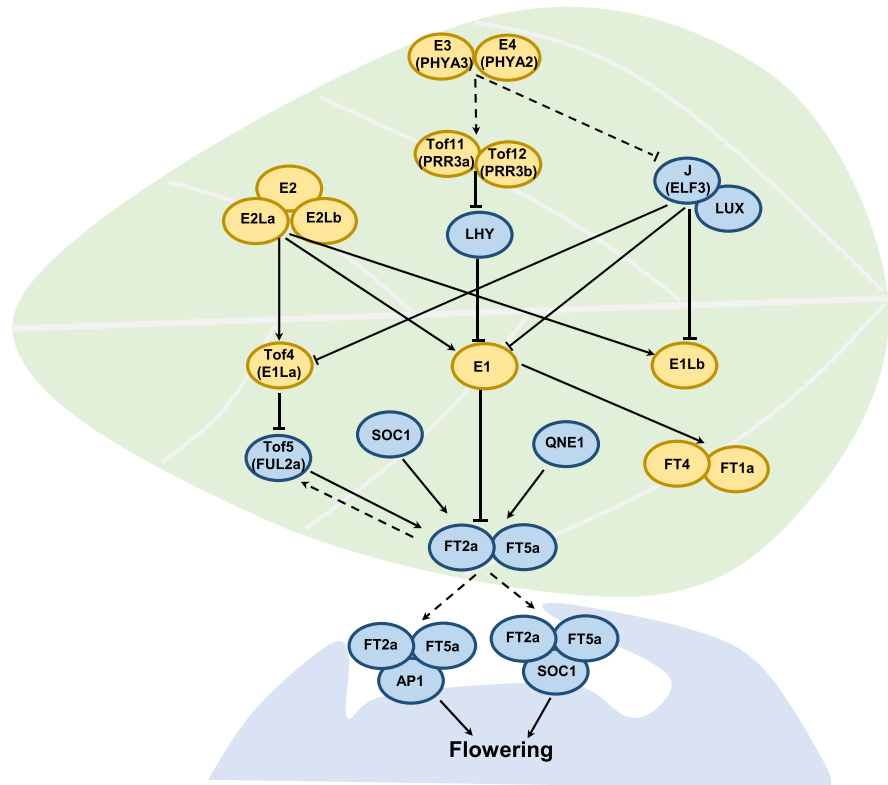 E3
(PHYA3)
E4
(PHYA2)
Tof11
(PRR3a)
Tof12
(PRR3b)
J
(ELF3)
LUX
E2
E2La
E2Lb
LHY
Tof4
(E1La)
E1
E1Lb
SOC1
QNE1
Tof5
(FUL2a)
FT4
FT1a
FT2a
FT5a
FT2a
FT5a
AP1
FT2a
FT5a
SOC1
Flowering